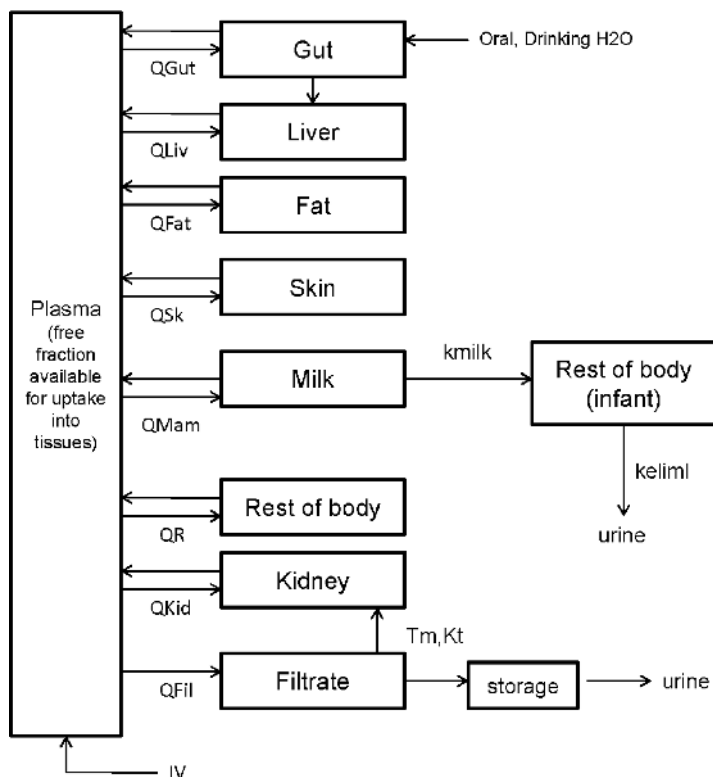 Gut
Oral, Drinking H2O
QGut
Liver
QLiv
Fat
QFat
Skin
QSk
Plasma
(free
fraction
available
for uptake
into
tissues)
Milk
kmilk
Rest of body
(infant)
QMam
keliml
urine
Rest of body
QR
Kidney
QKid
Tm,Kt
Filtrate
QFil
storage
urine
IV